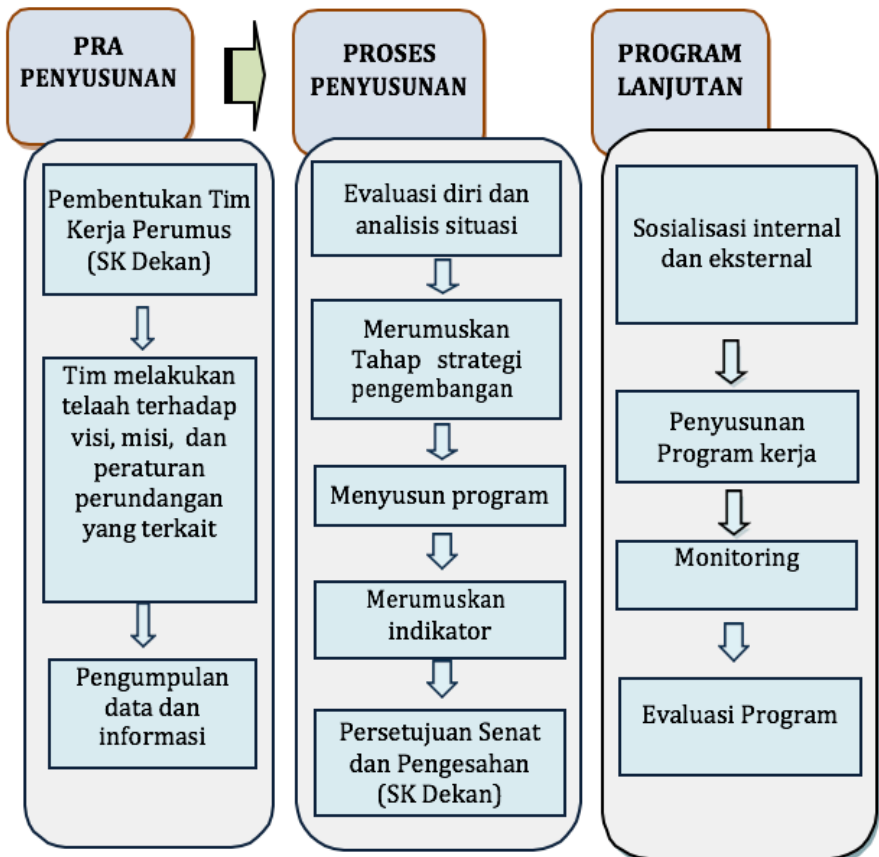 PRA
PENYUSUNAN
Pembentukan Tim
Kerja Perumus
(SK Dekan)
Tim melakukan
telaah terhadap
visi, misi, dan
peraturan
perundangan
yang terkait
Pengumpulan
data dan
informasi
PROSES
PENYUSUNAN
Evaluasi diri dan
analisis situasi
Merumuskan
Tahap strategi
pengembangan
Menyusun program
Merumuskan
indikator
Persetujuan Senat
dan Pengesahan
(SK Dekan)
PROGRAM
LANJUTAN
Sosialisasi internal
dan eksternal
Penyusunan
Program kerja
Monitoring
Evaluasi Program